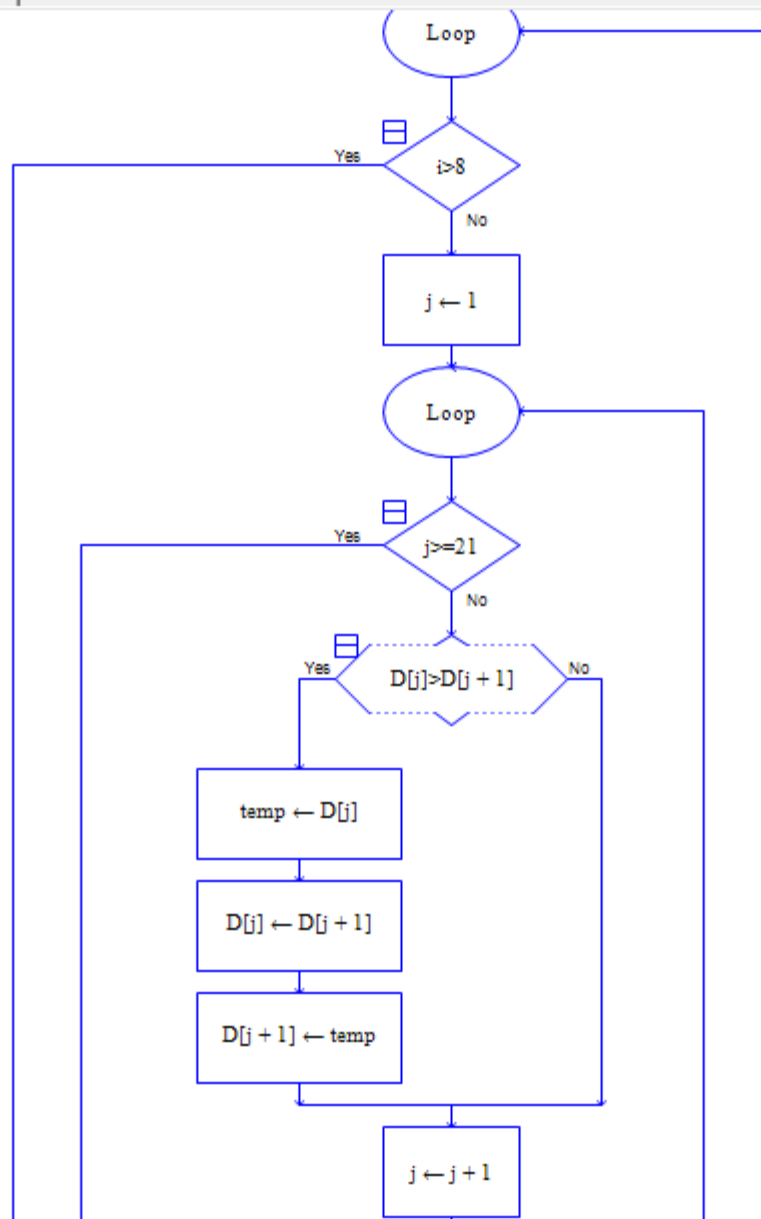 Loop
Yes
i>8
No
j ← 1
Loop
Yes
j>=21
No
Yes
D[j]>D[j + 1]
No
temp ← D[j]
D[j] ← D[j + 1]
D[j + 1] ← temp
j ← j + 1